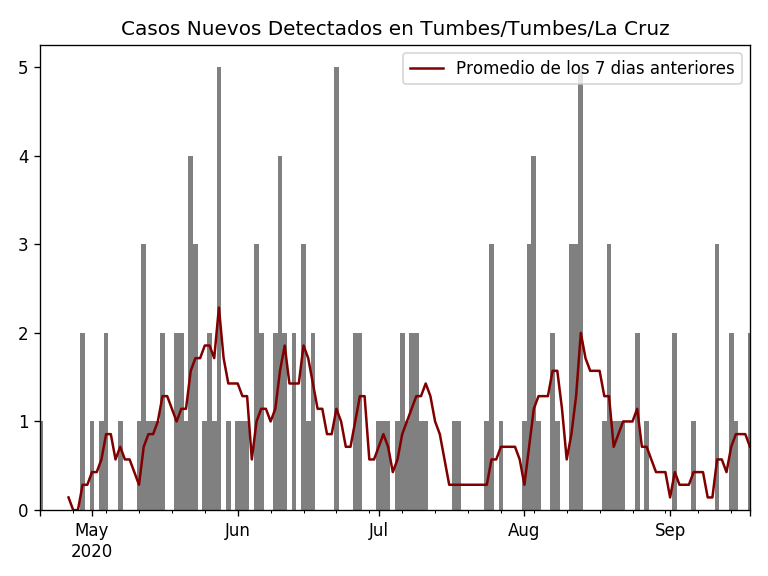 Casos Nuevos Detectados en Tumbes/Tumbes/La Cruz
Promedio de los 7 dias anteriores
5
4
3
2
1
0
May Jun Jul Aug Sep
2020